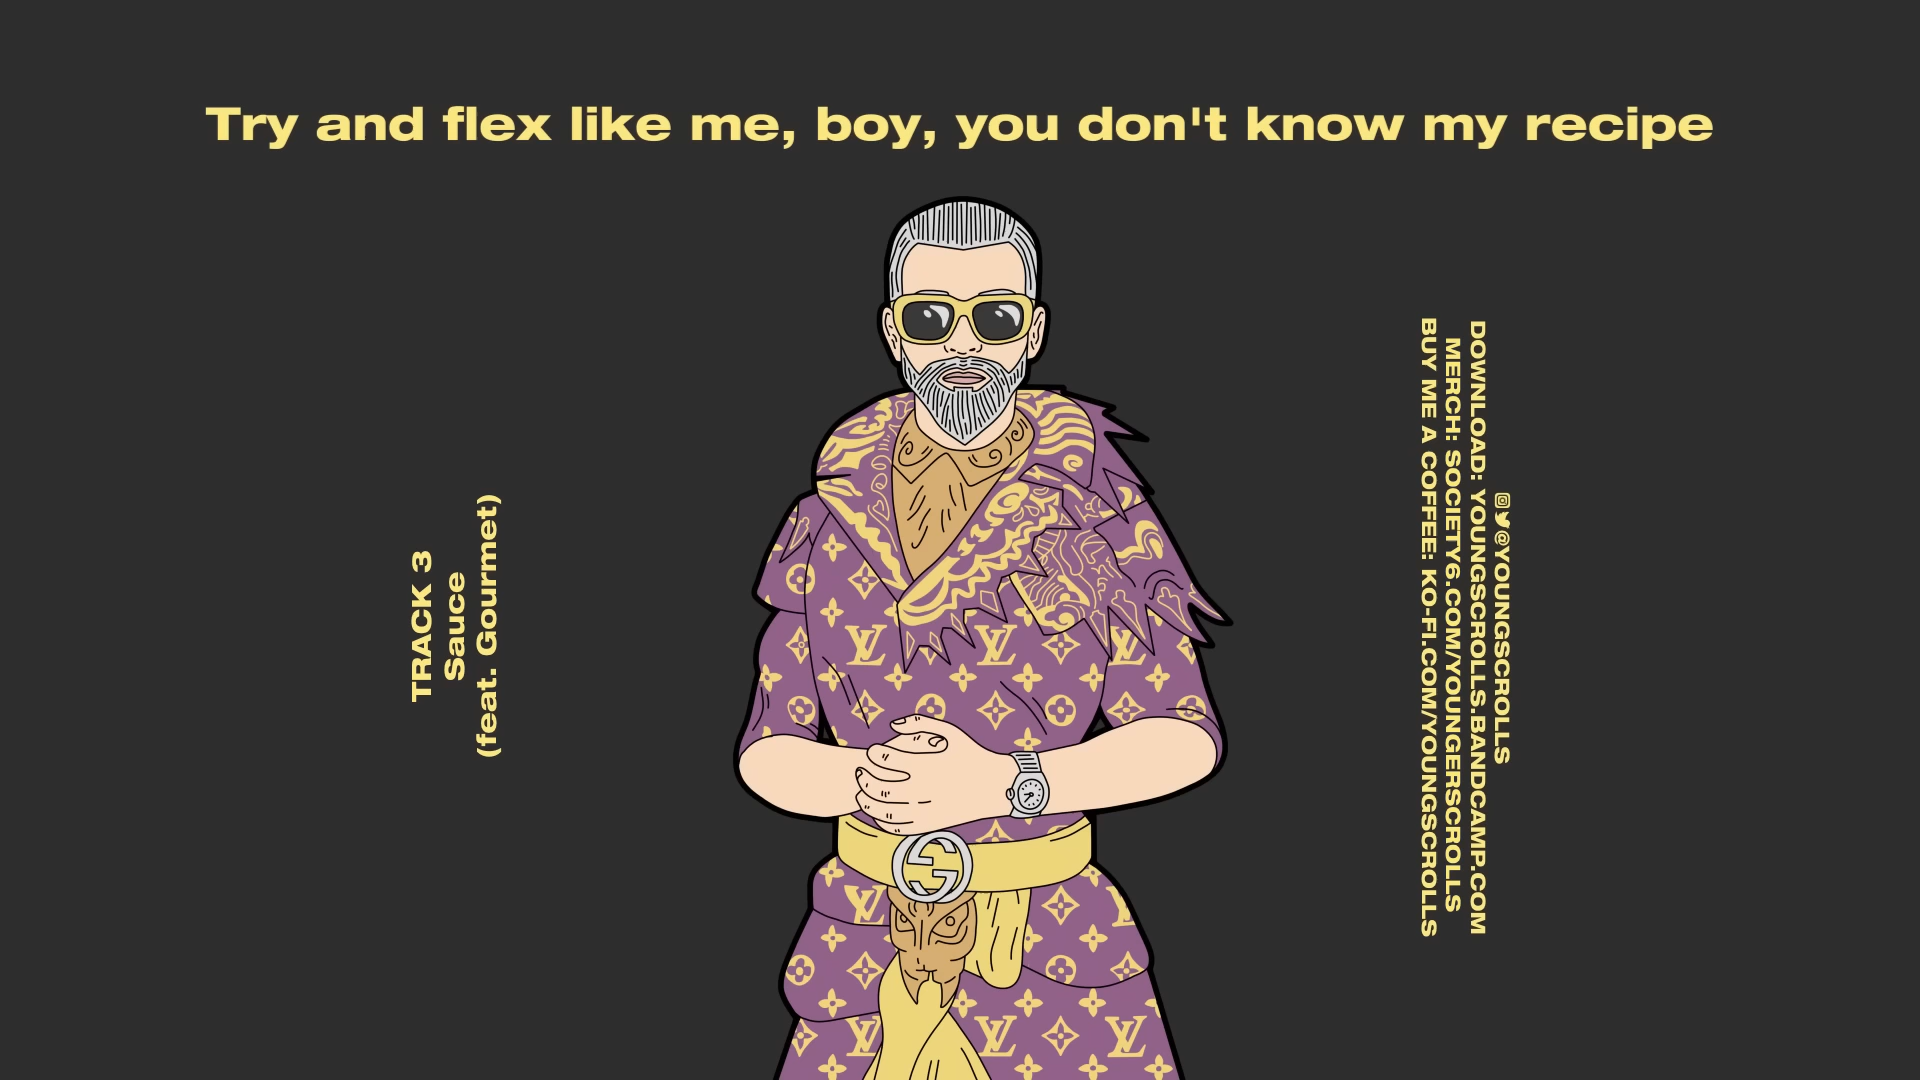 Try and flex like me, boy, you don't know my recipe
TRACK 3
Sauce
(feat. Gourmet)
@YOUNGSCROLLS
DOWNLOAD: YOUNGSCROLLS.BANDCAMP.COM
MERCH: SOCIETY6.COM/YOUNGERSCROLLS
BUY ME A COFFEE: KO-FI.COM/YOUNGSCROLLS